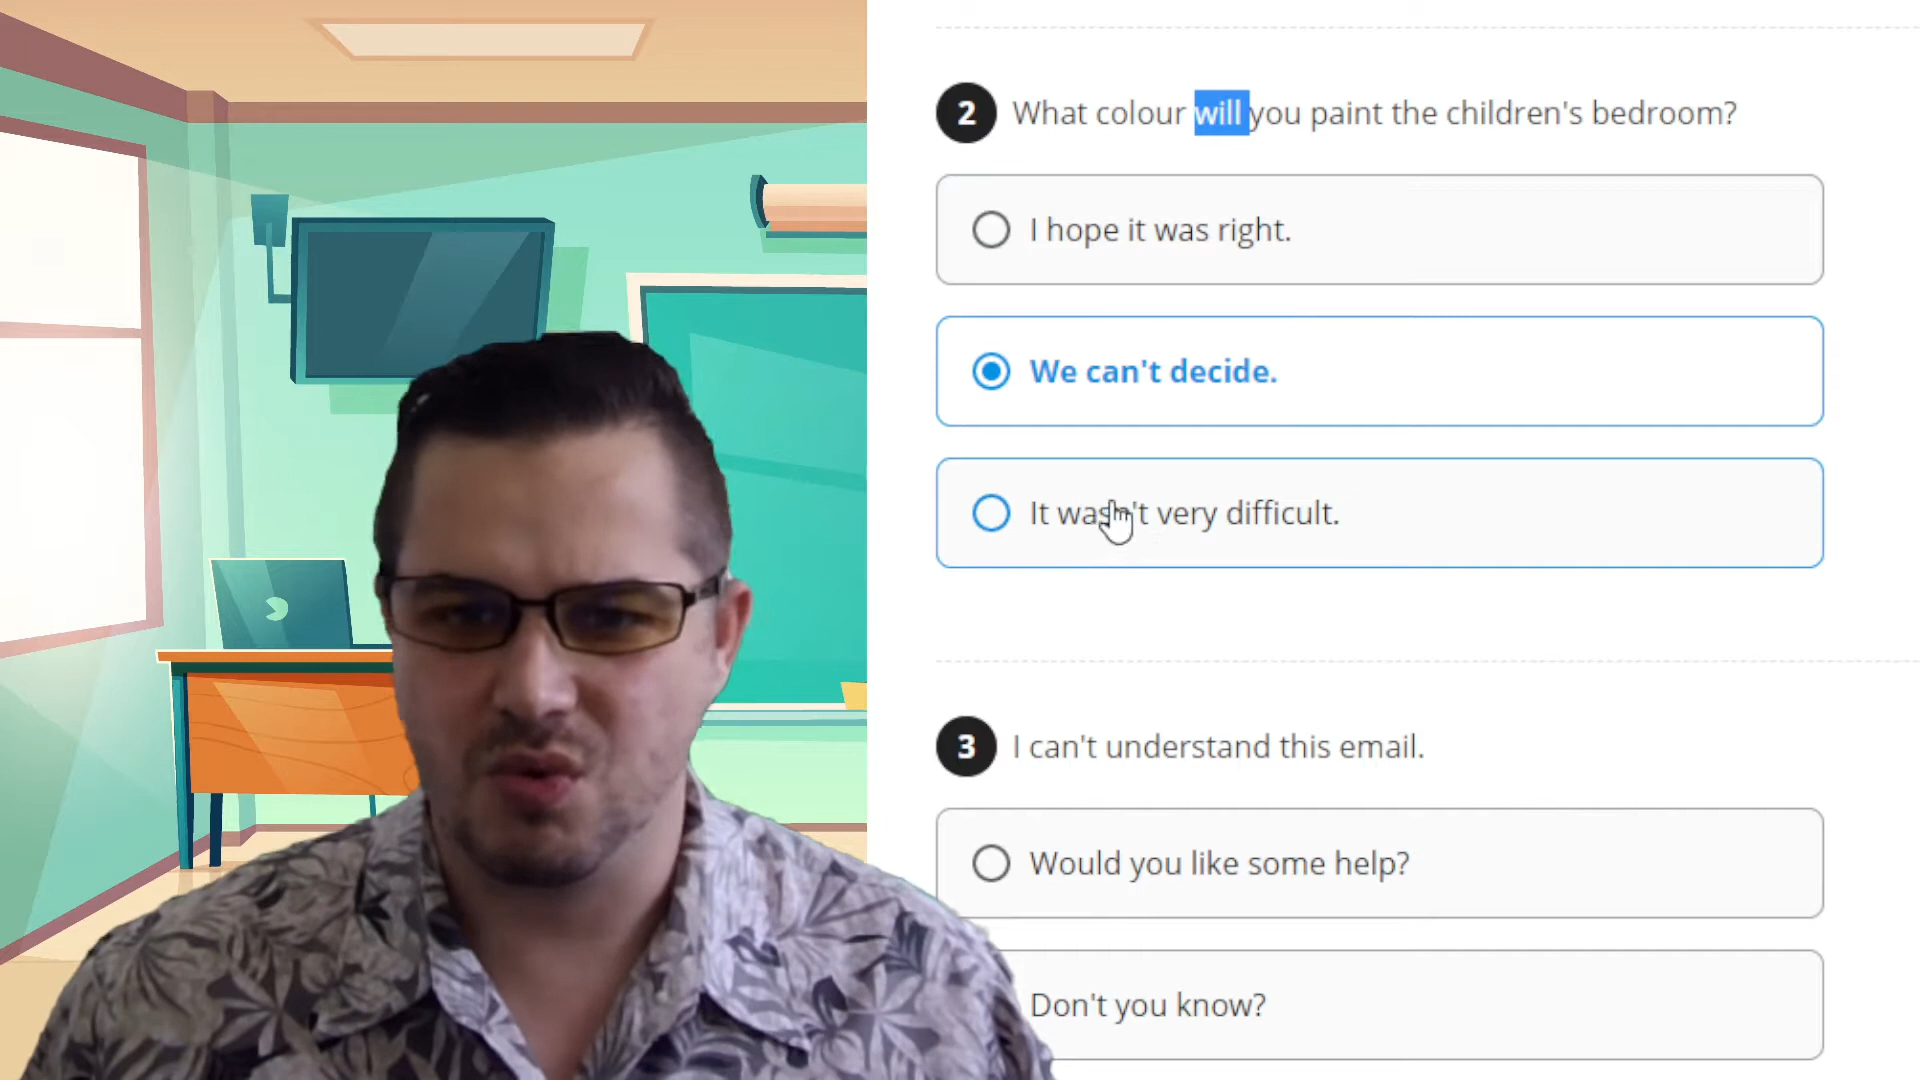 2 What colour will you paint the children's bedroom?
I hope it was right.
We can't decide.
It wasn't very difficult.
3 I can't understand this email.
Would you like some help?
Don't you know?